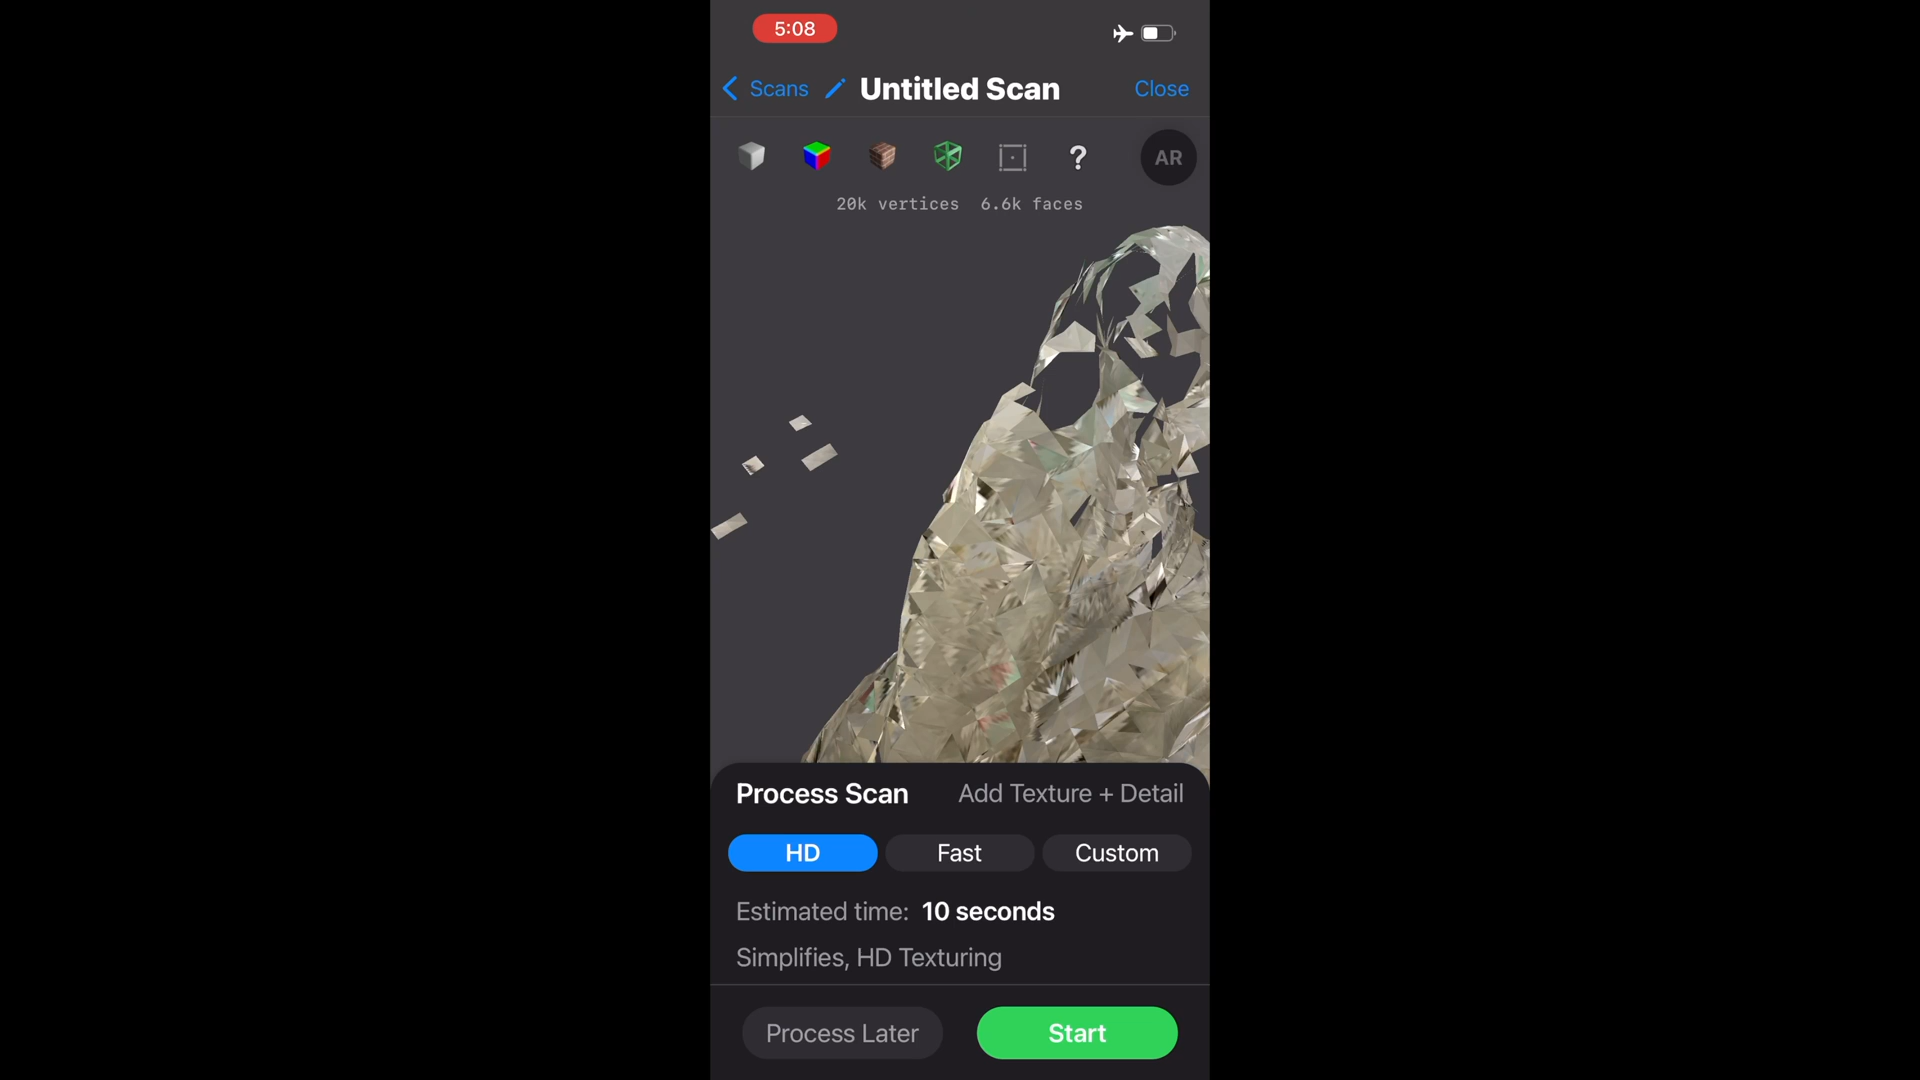 5:08
Scans
Untitled Scan
Close
?
AR
20k vertices 6.6k faces
Process Scan
Add Texture + Detail
HD
Fast
Custom
Estimated time: 10 seconds
Simplifies, HD Texturing
Process Later
Start